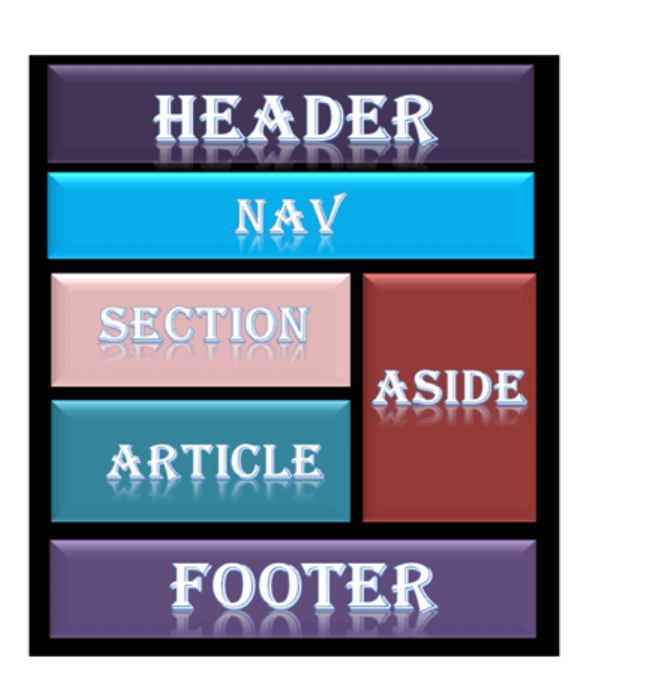 HEADER
NAV
SECTION
ASIDE
ARTICLE
FOOTER